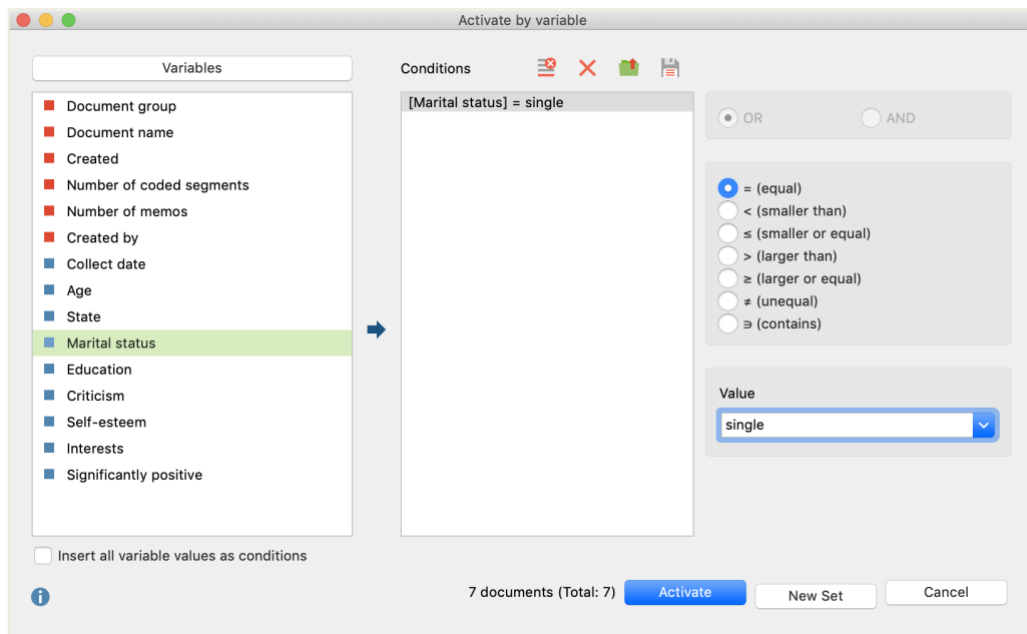 Activate by variable
Variables
Conditions
Document group
Document name
Created
Number of coded segments
Number of memos
Created by
Collect date
Age
State
Marital status
Education
Criticism
Self-esteem
Interests
Significantly positive
[Marital status] = single
OR AND
= (equal)
< (smaller than)
≤ (smaller or equal)
> (larger than)
≥ (larger or equal)
≠ (unequal)
∋ (contains)
Value
single
Insert all variable values as conditions
7 documents (Total: 7)
Activate
New Set
Cancel